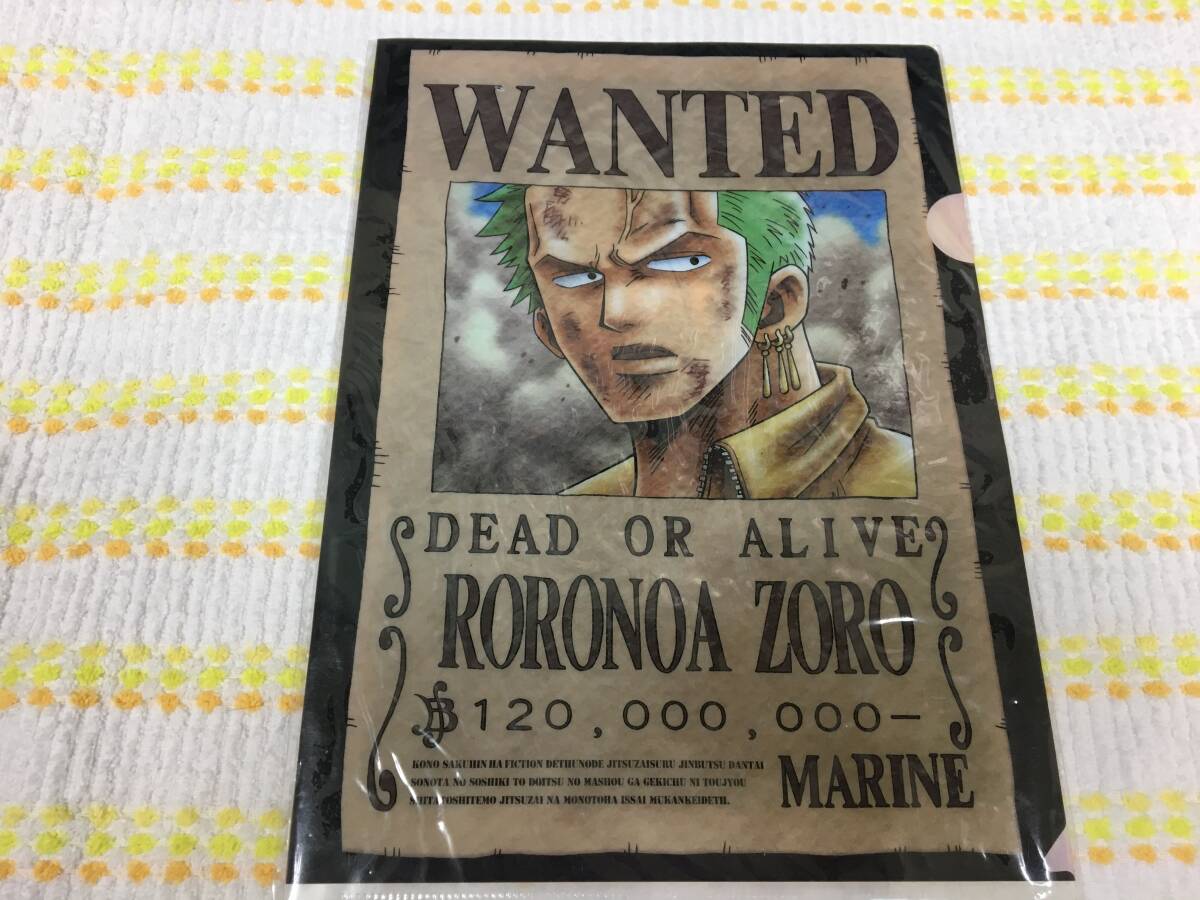 WANTED
DEAD OR ALIVE
RORONOA ZORO
฿120,000,000-
KONO SAKUHIN HA FICTION DETHUNODE JITSUZAISURU JINBUTSU DANTAI
SONOTA NO SOSHIKI TO DOITSU NO MASHOU GA GEKICHU NI TOUJYOU
SHITATOSHITEMO JITSUZAI NA MONOTOHA ISSAI MUKANKEIDETH.
MARINE